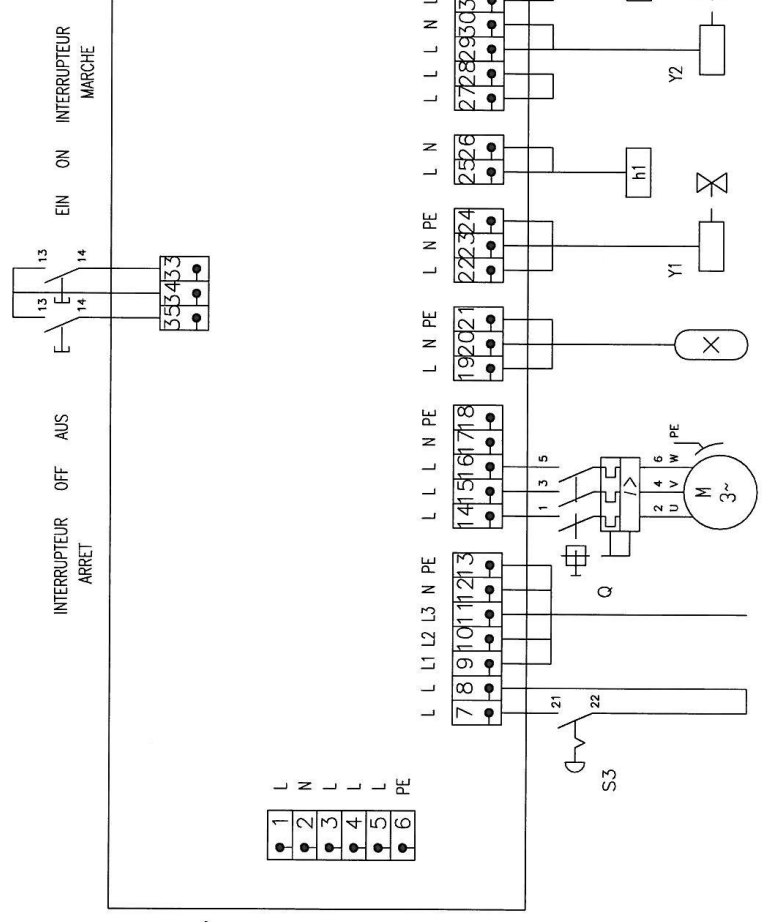 INTERRUPTEUR OFF AUS
ARRET
EIN ON INTERRUPTEUR
MARCHE
13 13
14 14
35 34 33
L 1
N 2
L 3
L 4
L 5
PE 6
L L L1 L2 L3 N PE
7 8 9 10 11 12 13
L L L N PE
14 15 16 17 18
L N PE
19 20 21
L N PE
22 23 24
L N
25 26
L L L N
27 28 29 30
21
22
S3
1 3 5
Q
I>
2 4 6
U V W
PE
M
3~
Y1
h1
Y2